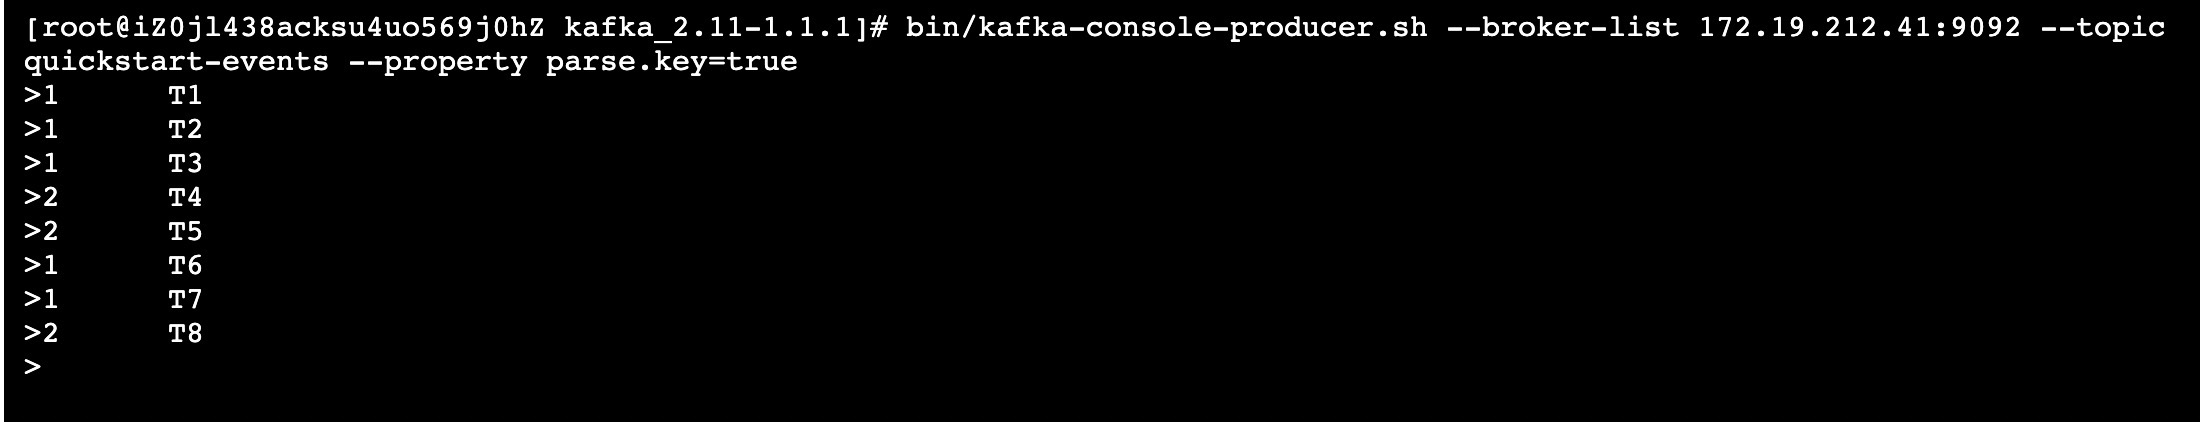 [root@iZ0jl438acksu4uo569j0hZ kafka_2.11-1.1.1]# bin/kafka-console-producer.sh --broker-list 172.19.212.41:9092 --topic
quickstart-events --property parse.key=true
>1	T1
>1	T2
>1	T3
>2	T4
>2	T5
>1	T6
>1	T7
>2	T8
>